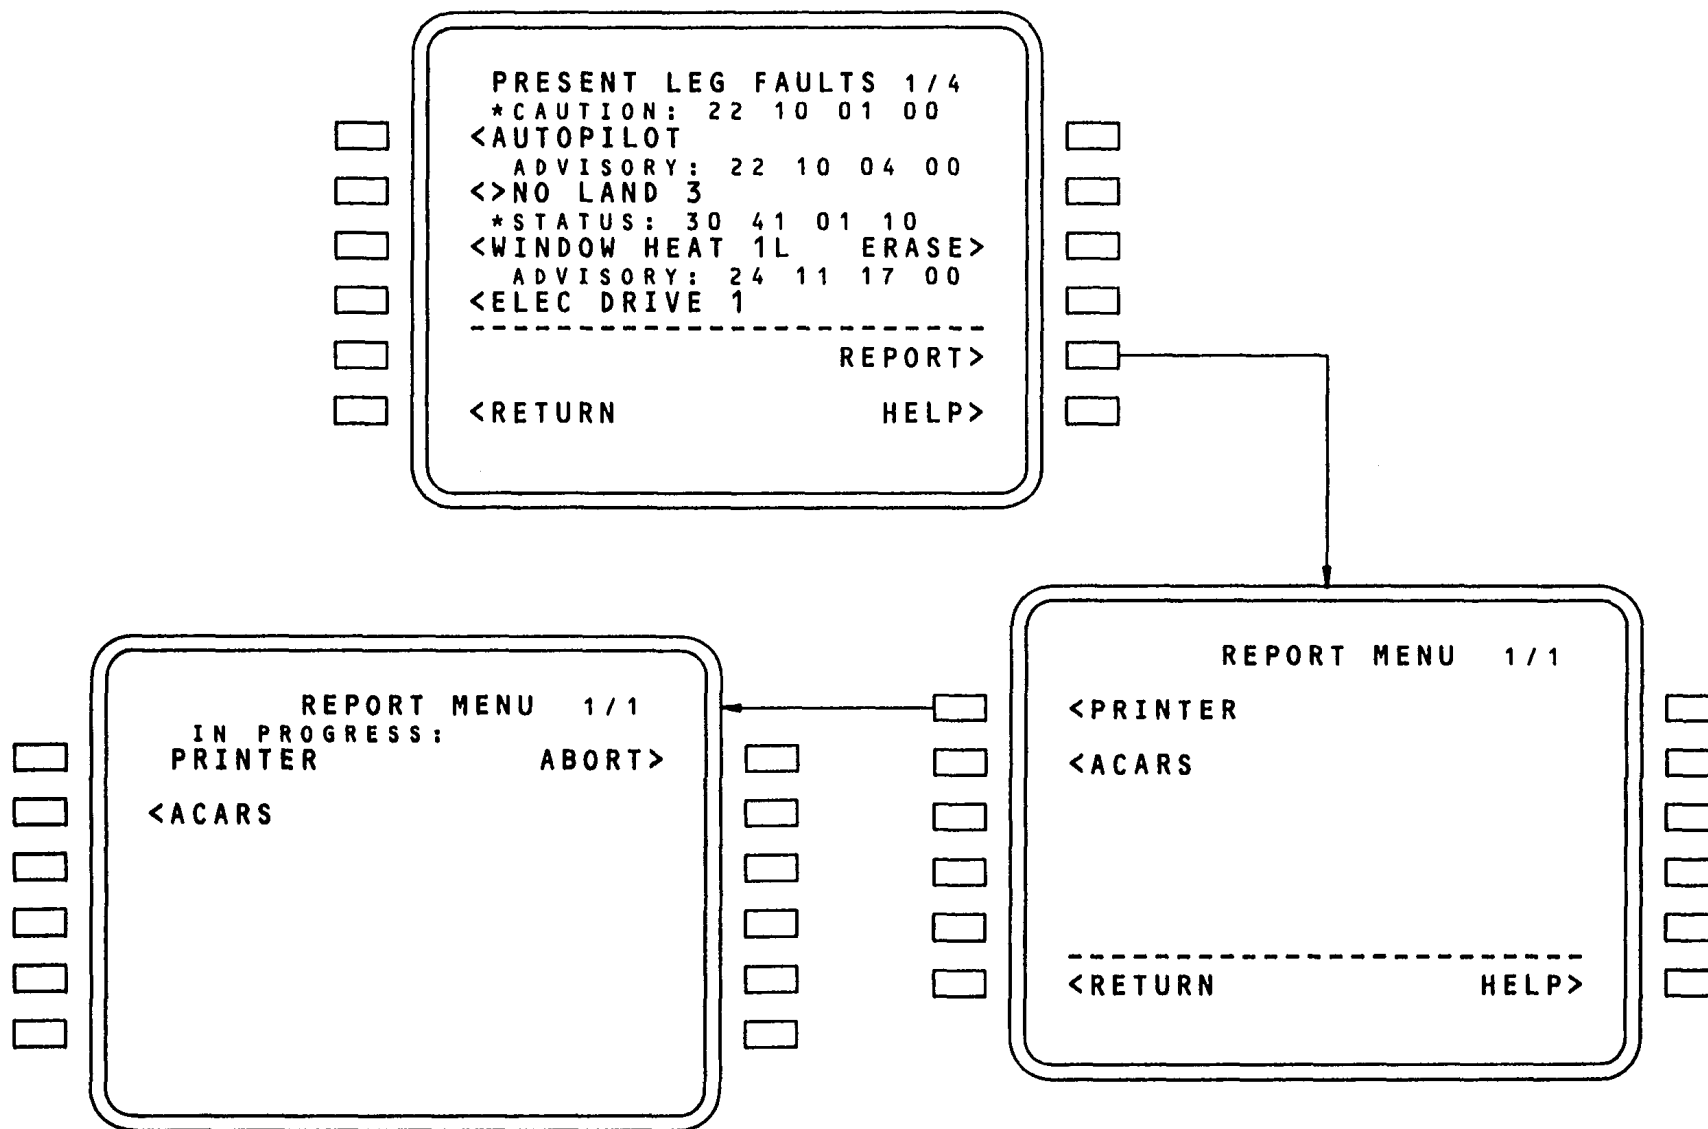 PRESENT LEG FAULTS 1/4
*CAUTION: 22 10 01 00
<AUTOPILOT
ADVISORY: 22 10 04 00
<>NO LAND 3
*STATUS: 30 41 01 10
<WINDOW HEAT 1L ERASE>
ADVISORY: 24 11 17 00
<ELEC DRIVE 1
------------------------
REPORT>
<RETURN HELP>
REPORT MENU 1/1
<PRINTER
<ACARS
------------------------
<RETURN HELP>
REPORT MENU 1/1
IN PROGRESS:
PRINTER ABORT>
<ACARS